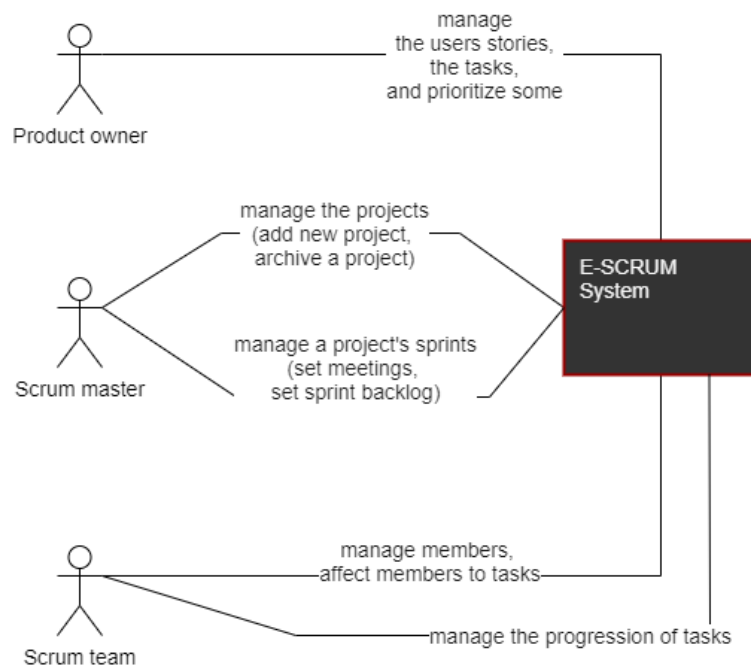 manage
the users stories,
the tasks,
and prioritize some
Product owner
manage the projects
(add new project,
archive a project)
E-SCRUM
System
manage a project's sprints
(set meetings,
set sprint backlog)
Scrum master
manage members,
affect members to tasks
manage the progression of tasks
Scrum team